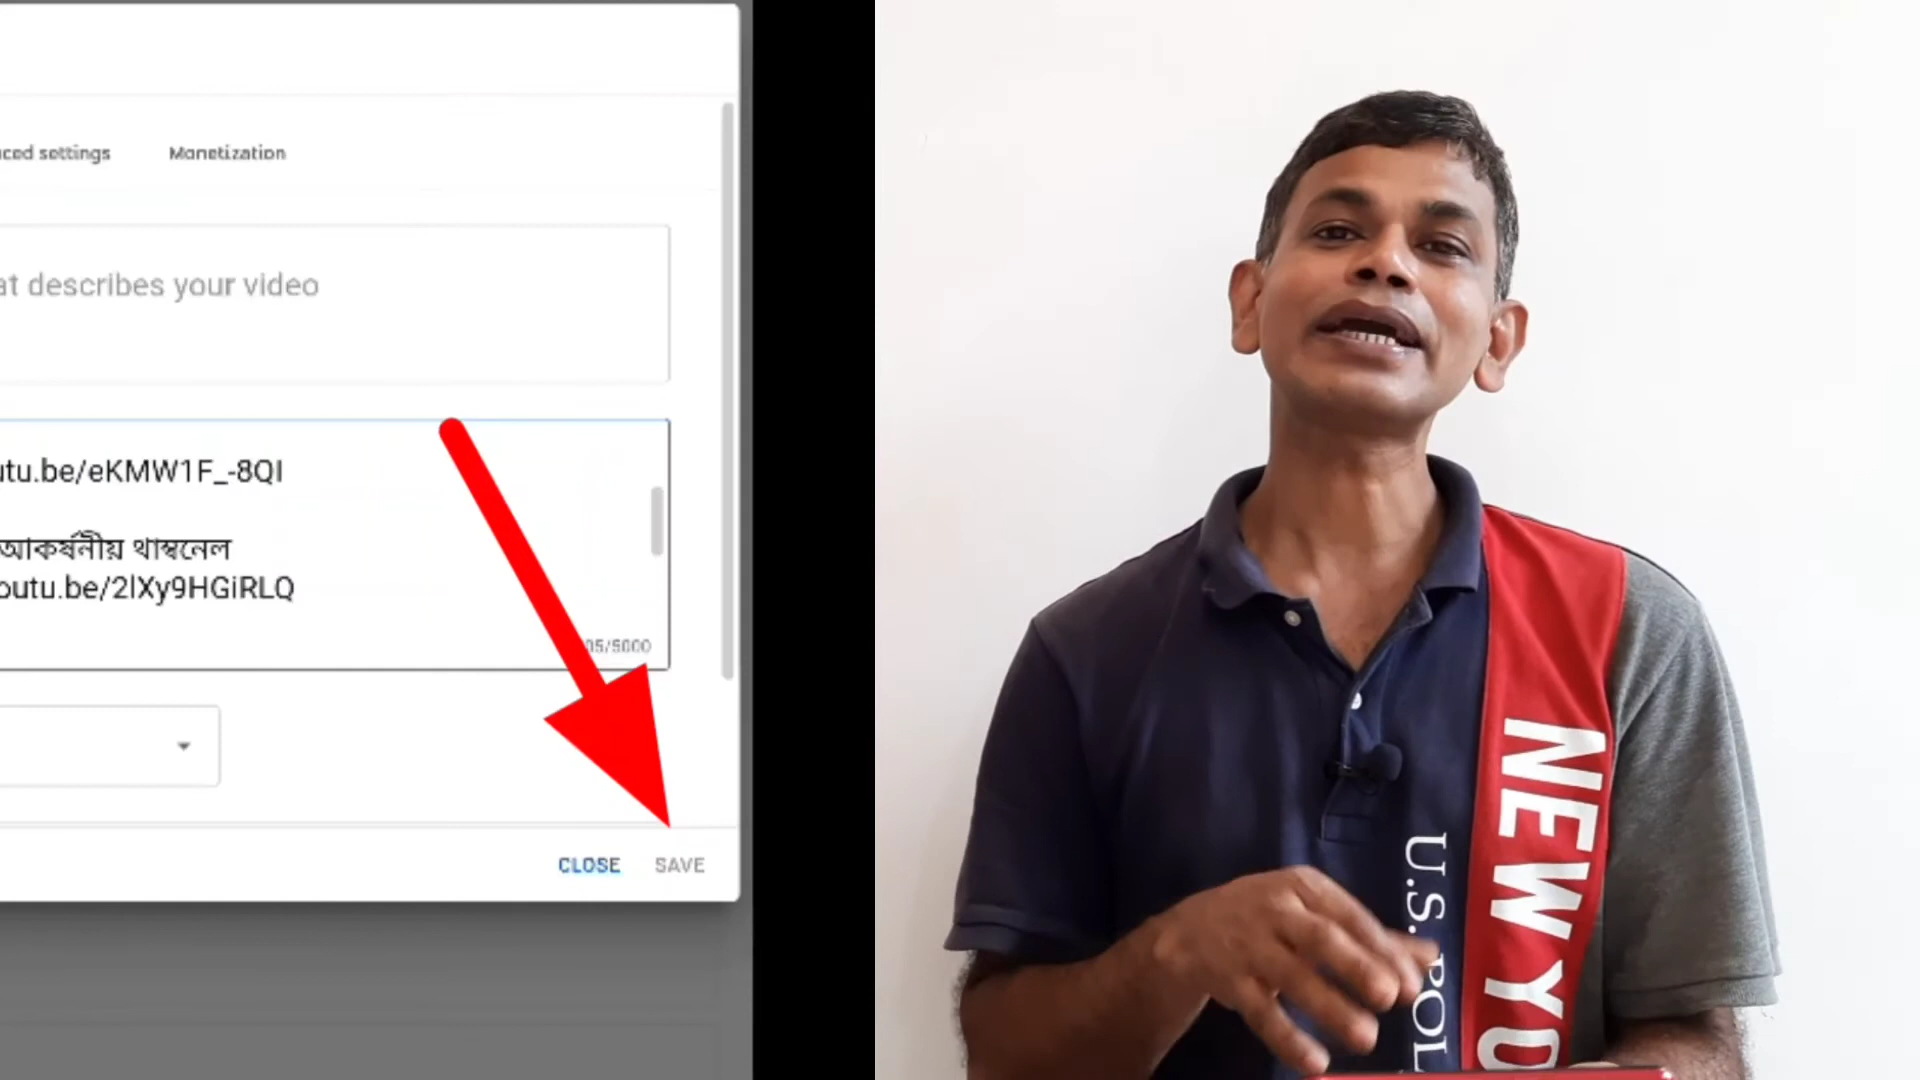 ced settings Monetization
at describes your video
utu.be/eKMW1F_-8QI
আকর্ষনীয় থাম্বনেল
outu.be/2lXy9HGiRLQ
05/5000
CLOSE SAVE
NEW YO
U.S. POL